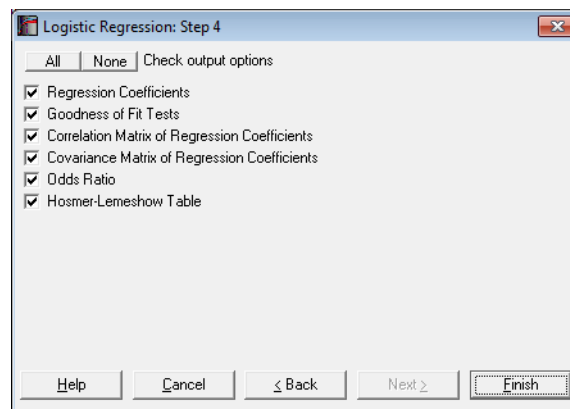 Logistic Regression: Step 4
All None Check output options
Regression Coefficients
Goodness of Fit Tests
Correlation Matrix of Regression Coefficients
Covariance Matrix of Regression Coefficients
Odds Ratio
Hosmer-Lemeshow Table
Help Cancel < Back Next > Finish